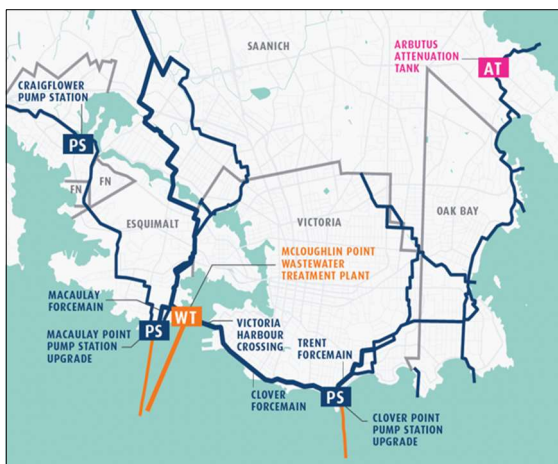 SAANICH
ARBUTUS
ATTENUATION
TANK
AT
CRAIGFLOWER
PUMP STATION
PS
FN
FN
ESQUIMALT
VICTORIA
OAK BAY
MCLOUGHLIN POINT
WASTEWATER
TREATMENT PLANT
MACAULAY
FORCEMAIN
WT
PS
MACAULAY POINT
PUMP STATION
UPGRADE
VICTORIA
HARBOUR
CROSSING
TRENT
FORCEMAIN
CLOVER
FORCEMAIN
PS
CLOVER POINT
PUMP STATION
UPGRADE